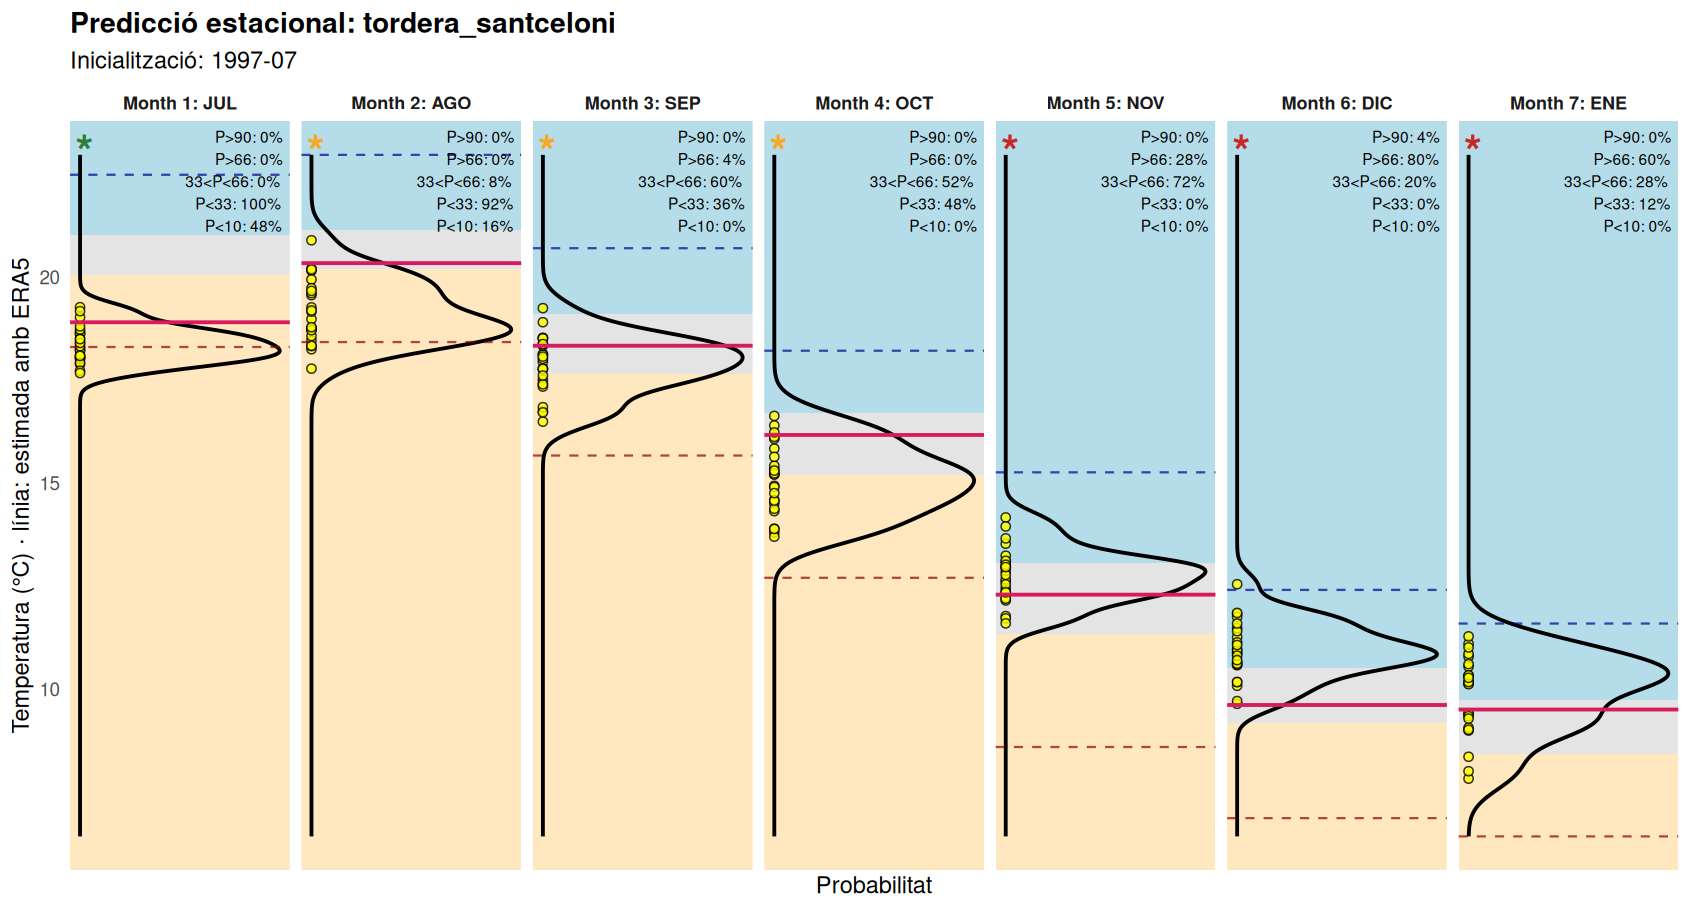 Predicció estacional: tordera_santceloni
Inicialització: 1997-07
Month 1: JUL
Month 2: AGO
Month 3: SEP
Month 4: OCT
Month 5: NOV
Month 6: DIC
Month 7: ENE
*
P>90: 0%
P>66: 0%
33<P<66: 0%
P<33: 100%
P<10: 48%
*
P>90: 0%
P>66: 0%
33<P<66: 8%
P<33: 92%
P<10: 16%
*
P>90: 0%
P>66: 4%
33<P<66: 60%
P<33: 36%
P<10: 0%
*
P>90: 0%
P>66: 0%
33<P<66: 52%
P<33: 48%
P<10: 0%
*
P>90: 0%
P>66: 28%
33<P<66: 72%
P<33: 0%
P<10: 0%
*
P>90: 4%
P>66: 80%
33<P<66: 20%
P<33: 0%
P<10: 0%
*
P>90: 0%
P>66: 60%
33<P<66: 28%
P<33: 12%
P<10: 0%
20
15
10
Temperatura (°C) · línia: estimada amb ERA5
Probabilitat